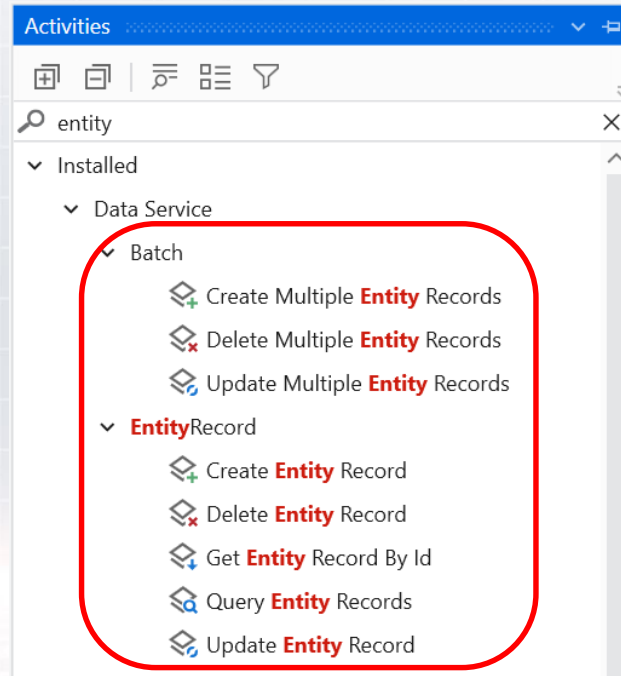 Activities
entity
Installed
Data Service
Batch
Create Multiple Entity Records
Delete Multiple Entity Records
Update Multiple Entity Records
EntityRecord
Create Entity Record
Delete Entity Record
Get Entity Record By Id
Query Entity Records
Update Entity Record